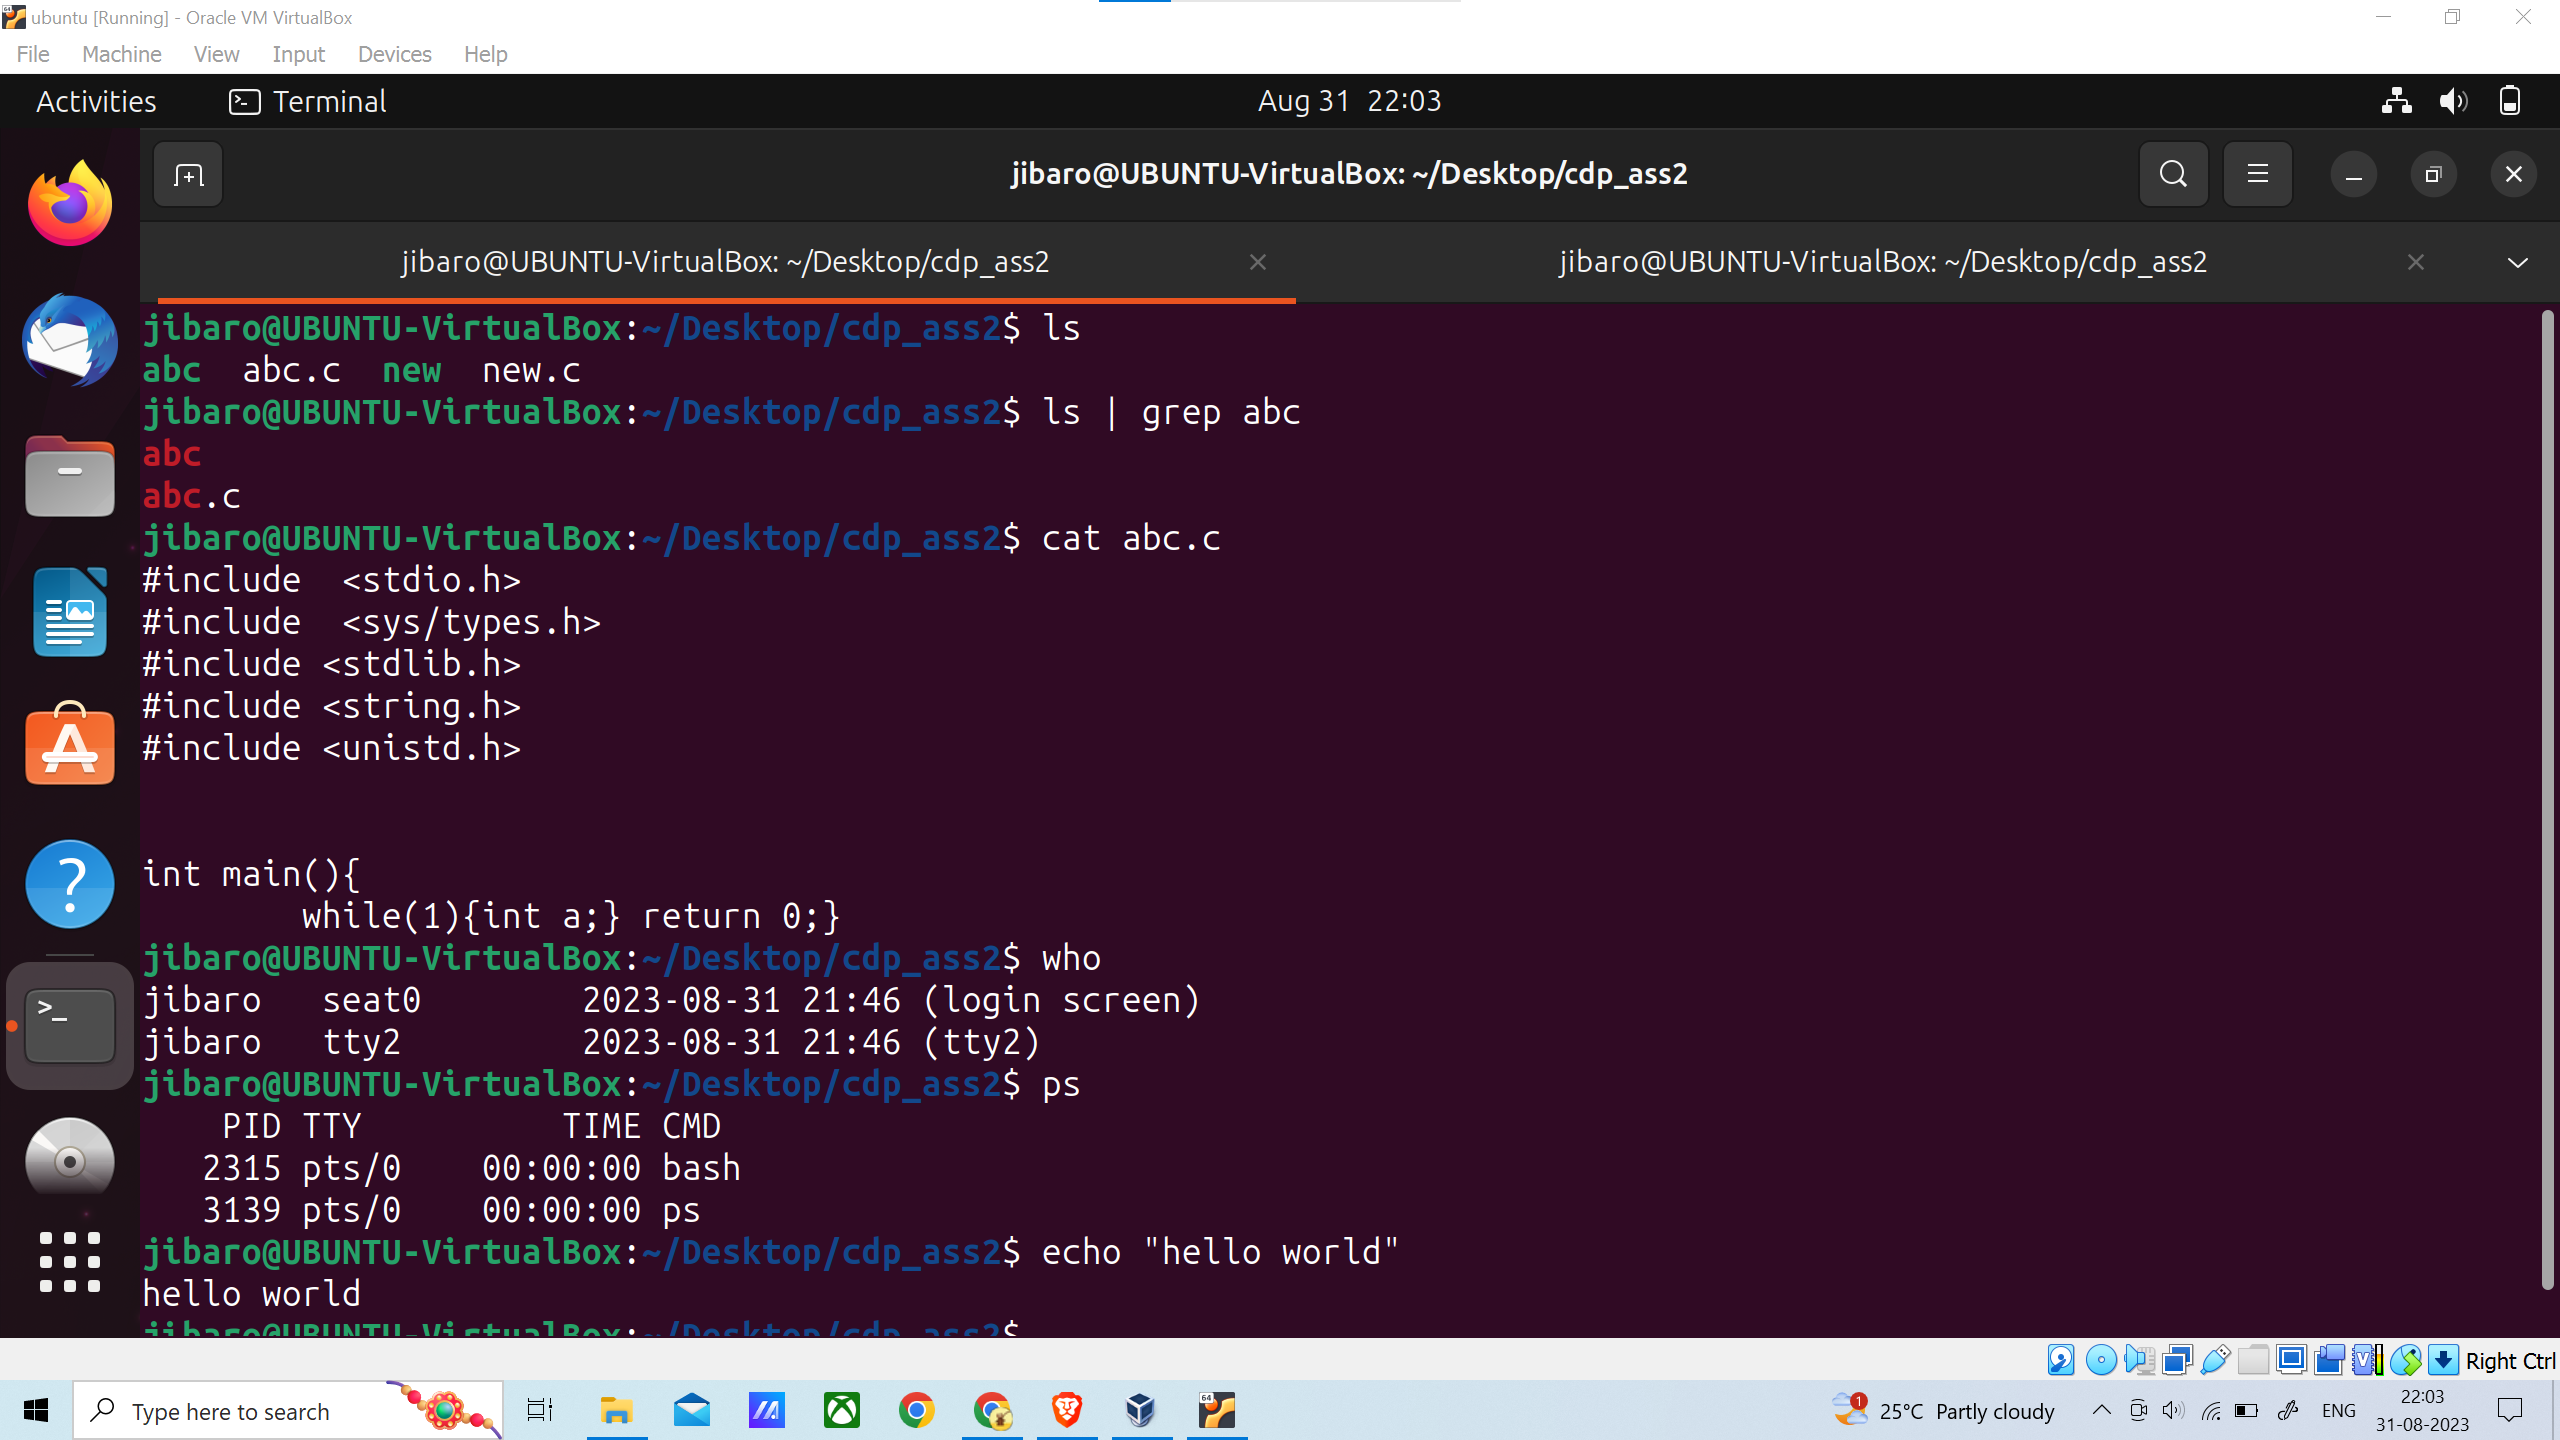 ubuntu [Running] - Oracle VM VirtualBox
File Machine View Input Devices Help
Activities Terminal Aug 31 22:03
jibaro@UBUNTU-VirtualBox: ~/Desktop/cdp_ass2
jibaro@UBUNTU-VirtualBox: ~/Desktop/cdp_ass2 jibaro@UBUNTU-VirtualBox: ~/Desktop/cdp_ass2
jibaro@UBUNTU-VirtualBox:~/Desktop/cdp_ass2$ ls
abc  abc.c  new  new.c
jibaro@UBUNTU-VirtualBox:~/Desktop/cdp_ass2$ ls | grep abc
abc
abc.c
jibaro@UBUNTU-VirtualBox:~/Desktop/cdp_ass2$ cat abc.c
#include  <stdio.h>
#include  <sys/types.h>
#include <stdlib.h>
#include <string.h>
#include <unistd.h>
int main(){
        while(1){int a;} return 0;}
jibaro@UBUNTU-VirtualBox:~/Desktop/cdp_ass2$ who
jibaro   seat0        2023-08-31 21:46 (login screen)
jibaro   tty2         2023-08-31 21:46 (tty2)
jibaro@UBUNTU-VirtualBox:~/Desktop/cdp_ass2$ ps
    PID TTY          TIME CMD
   2315 pts/0    00:00:00 bash
   3139 pts/0    00:00:00 ps
jibaro@UBUNTU-VirtualBox:~/Desktop/cdp_ass2$ echo "hello world"
hello world
jibaro@UBUNTU-VirtualBox:~/Desktop/cdp_ass2$
Right Ctrl
Type here to search 64 1 25°C Partly cloudy ENG 22:03
31-08-2023